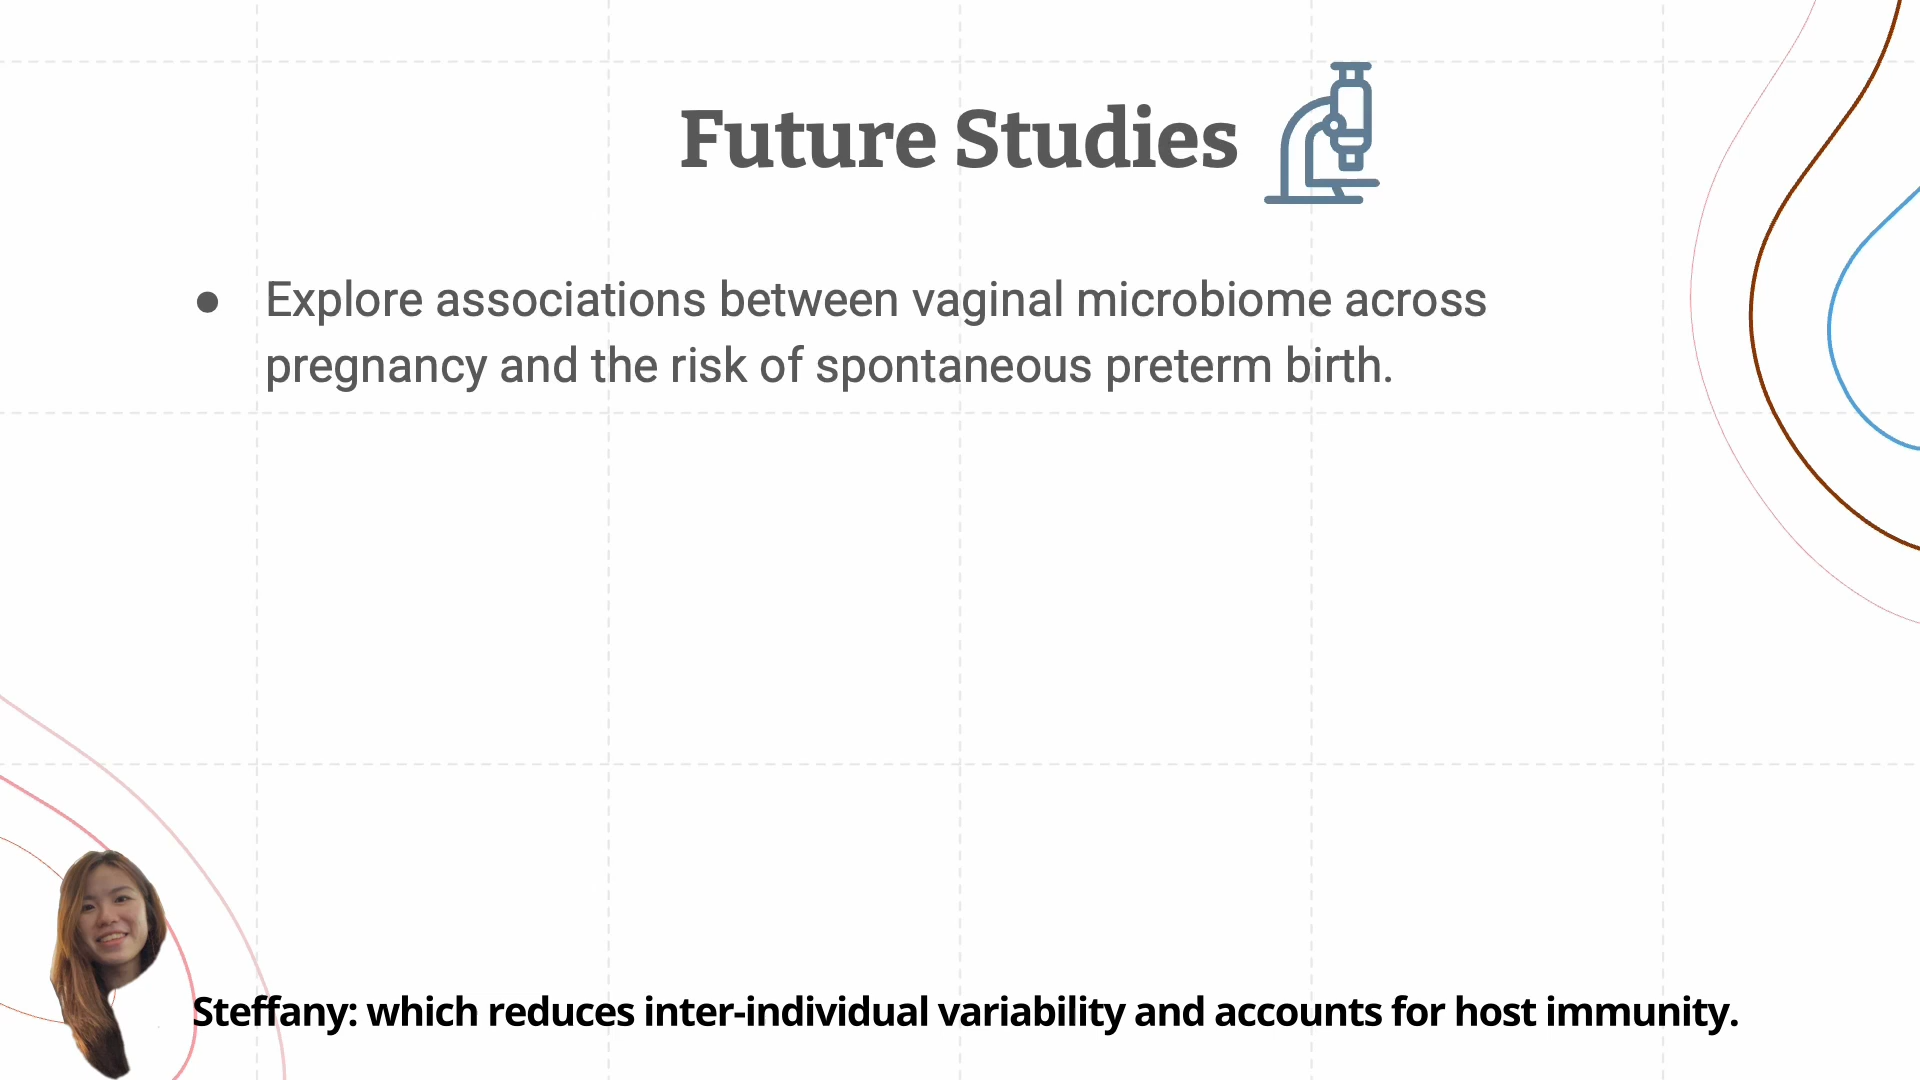 Future Studies
● Explore associations between vaginal microbiome across
pregnancy and the risk of spontaneous preterm birth.
Steffany: which reduces inter-individual variability and accounts for host immunity.